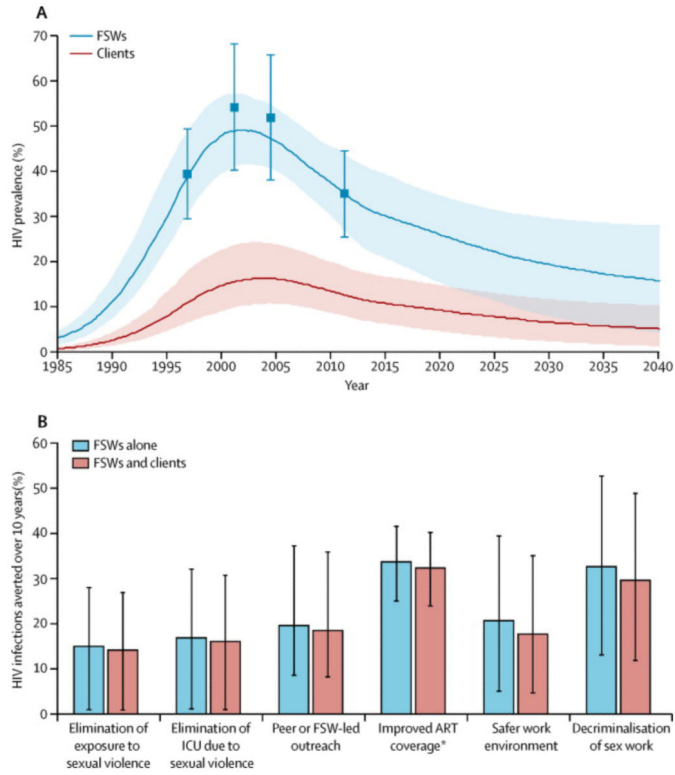 A
FSWs
Clients
HIV prevalence (%)
70
60
50
40
30
20
10
0
1985 1990 1995 2000 2005 2010 2015 2020 2025 2030 2035 2040
Year
B
FSWs alone
FSWs and clients
HIV infections averted over 10 years(%)
60
50
40
30
20
10
0
Elimination of
exposure to
sexual violence
Elimination of
ICU due to
sexual violence
Peer or FSW-led
outreach
Improved ART
coverage*
Safer work
environment
Decriminalisation
of sex work